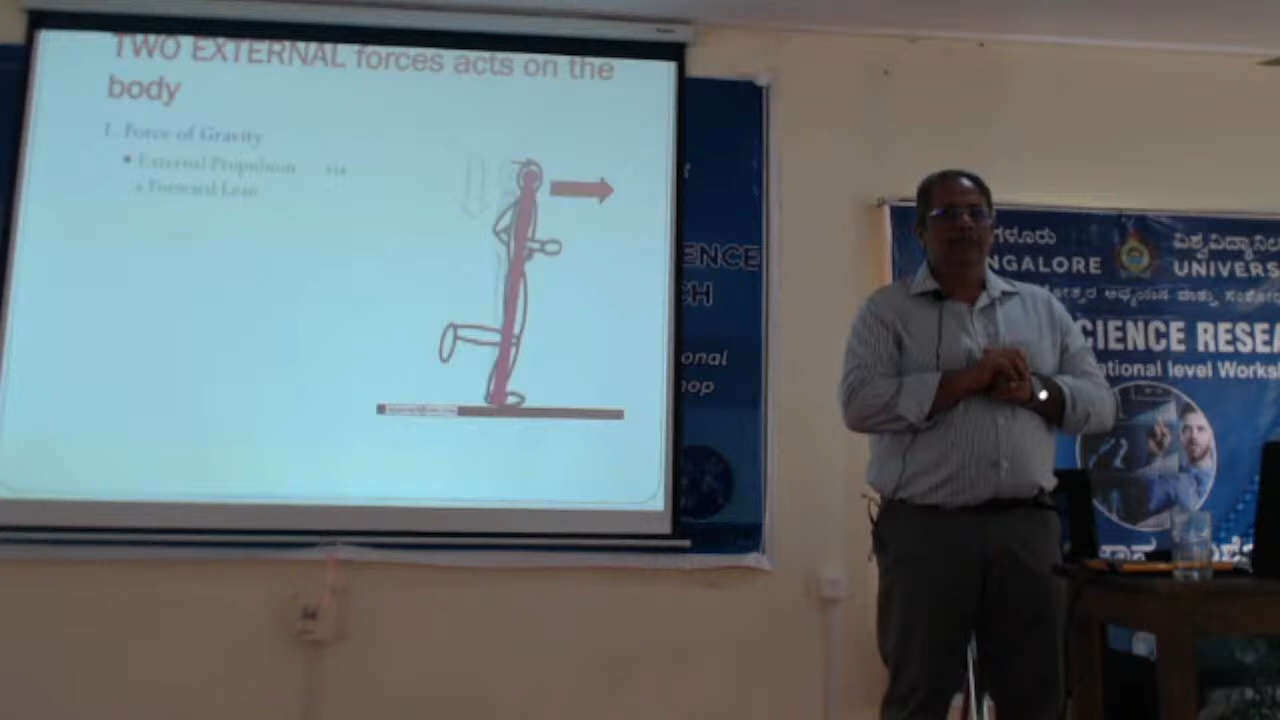 TWO EXTERNAL forces acts on the
body
1. Force of Gravity
• External Propulsion via
a Forward Lean
ENCE
CH
onal
hop
ಗಳೂರು
ವಿಶ್ವವಿದ್ಯಾನಿಲ
NGALORE
UNIVERS
CIENCE RESEA
ational level Worksh